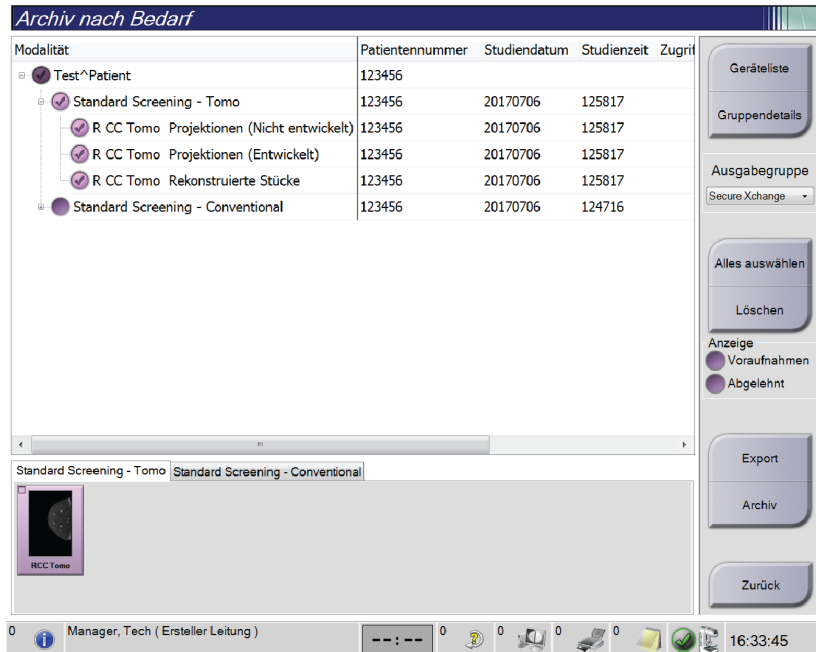 Archiv nach Bedarf
Modalität Patientennummer Studiendatum Studienzeit Zugrif
Test^Patient 123456
Standard Screening - Tomo 123456 20170706 125817
R CC Tomo Projektionen (Nicht entwickelt) 123456 20170706 125817
R CC Tomo Projektionen (Entwickelt) 123456 20170706 125817
R CC Tomo Rekonstruierte Stücke 123456 20170706 125817
Standard Screening - Conventional 123456 20170706 124716
Geräteliste
Gruppendetails
Ausgabegruppe
Secure Xchange
Alles auswählen
Löschen
Anzeige
Voraufnahmen
Abgelehnt
Export
Archiv
Zurück
Standard Screening - Tomo Standard Screening - Conventional
RCC Tomo
0 Manager, Tech ( Ersteller Leitung ) --:-- 0 0 0 0 16:33:45